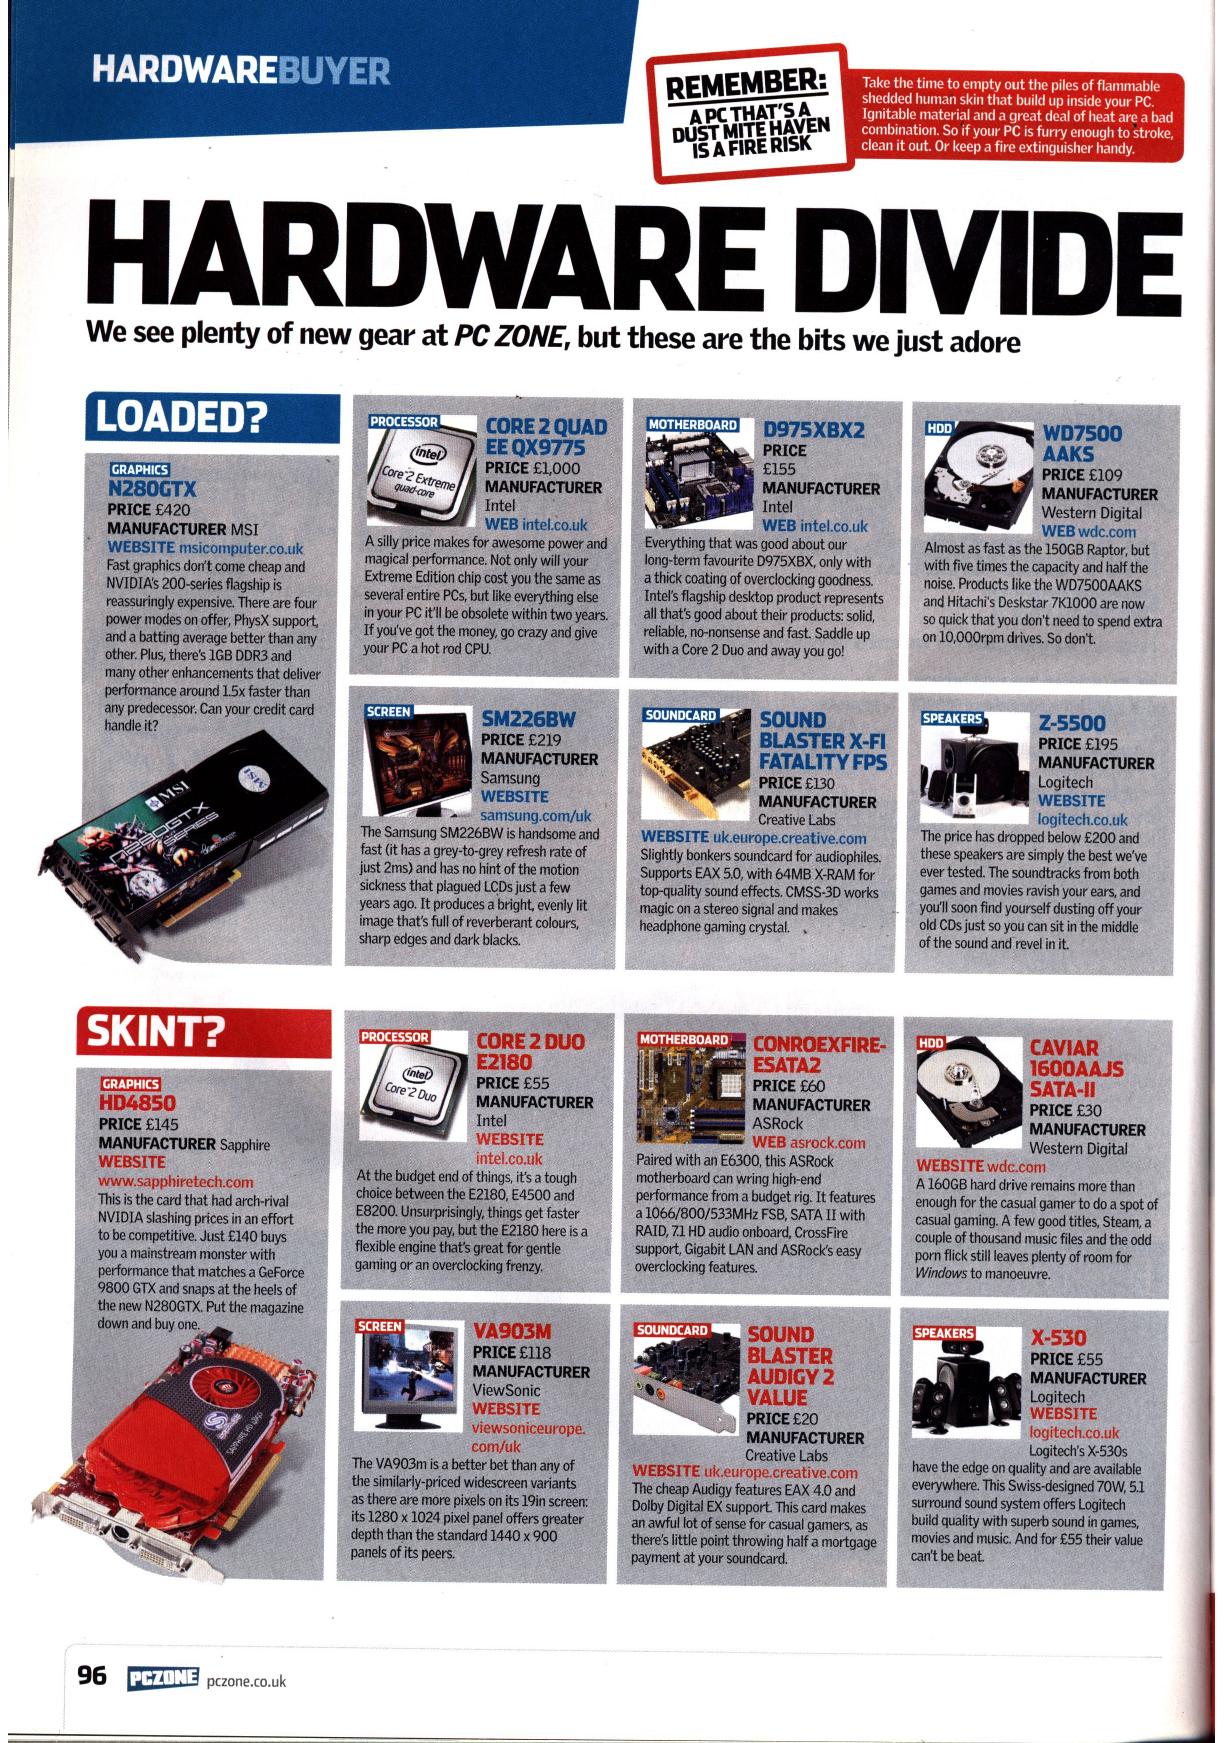 HARDWAREBUYER
REMEMBER:
A PC THAT'S A
DUST MITE HAVEN
IS A FIRE RISK
Take the time to empty out the piles of flammable
shedded human skin that build up inside your PC.
Ignitable material and a great deal of heat are a bad
combination. So if your PC is furry enough to stroke,
clean it out. Or keep a fire extinguisher handy.
HARDWARE DIVIDE
We see plenty of new gear at PC ZONE, but these are the bits we just adore
LOADED?
GRAPHICS
N280GTX
PRICE £420
MANUFACTURER MSI
WEBSITE msicomputer.co.uk
Fast graphics don't come cheap and
NVIDIA's 200-series flagship is
reassuringly expensive. There are four
power modes on offer, PhysX support,
and a batting average better than any
other. Plus, there's 1GB DDR3 and
many other enhancements that deliver
performance around 1.5x faster than
any predecessor. Can your credit card
handle it?
MSI
MSI
N280GTX
SERIES
PROCESSOR
intel
Core™2 Extreme
quad-core
CORE 2 QUAD
EE QX9775
PRICE £1,000
MANUFACTURER
Intel
WEB intel.co.uk
A silly price makes for awesome power and
magical performance. Not only will your
Extreme Edition chip cost you the same as
several entire PCs, but like everything else
in your PC it'll be obsolete within two years.
If you've got the money, go crazy and give
your PC a hot rod CPU.
MOTHERBOARD
D975XBX2
PRICE
£155
MANUFACTURER
Intel
WEB intel.co.uk
Everything that was good about our
long-term favourite D975XBX, only with
a thick coating of overclocking goodness.
Intel's flagship desktop product represents
all that's good about their products: solid,
reliable, no-nonsense and fast. Saddle up
with a Core 2 Duo and away you go!
HDD
WD7500
AAKS
PRICE £109
MANUFACTURER
Western Digital
WEB wdc.com
Almost as fast as the 150GB Raptor, but
with five times the capacity and half the
noise. Products like the WD7500AAKS
and Hitachi's Deskstar 7K1000 are now
so quick that you don't need to spend extra
on 10,000rpm drives. So don't.
SCREEN
SM226BW
PRICE £219
MANUFACTURER
Samsung
WEBSITE
samsung.com/uk
The Samsung SM226BW is handsome and
fast (it has a grey-to-grey refresh rate of
just 2ms) and has no hint of the motion
sickness that plagued LCDs just a few
years ago. It produces a bright, evenly lit
image that's full of reverberant colours,
sharp edges and dark blacks.
SOUNDCARD
SOUND
BLASTER X-FI
FATAL1TY FPS
PRICE £130
MANUFACTURER
Creative Labs
WEBSITE uk.europe.creative.com
Slightly bonkers soundcard for audiophiles.
Supports EAX 5.0, with 64MB X-RAM for
top-quality sound effects. CMSS-3D works
magic on a stereo signal and makes
headphone gaming crystal.
SPEAKERS
Z-5500
PRICE £195
MANUFACTURER
Logitech
WEBSITE
logitech.co.uk
The price has dropped below £200 and
these speakers are simply the best we've
ever tested. The soundtracks from both
games and movies ravish your ears, and
you'll soon find yourself dusting off your
old CDs just so you can sit in the middle
of the sound and revel in it.
SKINT?
GRAPHICS
HD4850
PRICE £145
MANUFACTURER Sapphire
WEBSITE
www.sapphiretech.com
This is the card that had arch-rival
NVIDIA slashing prices in an effort
to be competitive. Just £140 buys
you a mainstream monster with
performance that matches a GeForce
9800 GTX and snaps at the heels of
the new N280GTX. Put the magazine
down and buy one.
PROCESSOR
intel
Core™2 Duo
CORE 2 DUO
E2180
PRICE £55
MANUFACTURER
Intel
WEBSITE
intel.co.uk
At the budget end of things, it's a tough
choice between the E2180, E4500 and
E8200. Unsurprisingly, things get faster
the more you pay, but the E2180 here is a
flexible engine that's great for gentle
gaming or an overclocking frenzy.
MOTHERBOARD
CONROEXFIRE-
ESATA2
PRICE £60
MANUFACTURER
ASRock
WEB asrock.com
Paired with an E6300, this ASRock
motherboard can wring high-end
performance from a budget rig. It features
a 1066/800/533MHz FSB, SATA II with
RAID, 7.1 HD audio onboard, CrossFire
support, Gigabit LAN and ASRock's easy
overclocking features.
HDD
CAVIAR
1600AAJS
SATA-II
PRICE £30
MANUFACTURER
Western Digital
WEBSITE wdc.com
A 160GB hard drive remains more than
enough for the casual gamer to do a spot of
casual gaming. A few good titles, Steam, a
couple of thousand music files and the odd
porn flick still leaves plenty of room for
Windows to manoeuvre.
SCREEN
VA903M
PRICE £118
MANUFACTURER
ViewSonic
WEBSITE
viewsoniceurope.
com/uk
The VA903m is a better bet than any of
the similarly-priced widescreen variants
as there are more pixels on its 19in screen:
its 1280 x 1024 pixel panel offers greater
depth than the standard 1440 x 900
panels of its peers.
SOUNDCARD
SOUND
BLASTER
AUDIGY 2
VALUE
PRICE £20
MANUFACTURER
Creative Labs
WEBSITE uk.europe.creative.com
The cheap Audigy features EAX 4.0 and
Dolby Digital EX support. This card makes
an awful lot of sense for casual gamers, as
there's little point throwing half a mortgage
payment at your soundcard.
SPEAKERS
X-530
PRICE £55
MANUFACTURER
Logitech
WEBSITE
logitech.co.uk
Logitech's X-530s
have the edge on quality and are available
everywhere. This Swiss-designed 70W, 5.1
surround sound system offers Logitech
build quality with superb sound in games,
movies and music. And for £55 their value
can't be beat.
96 PCZONE pczone.co.uk